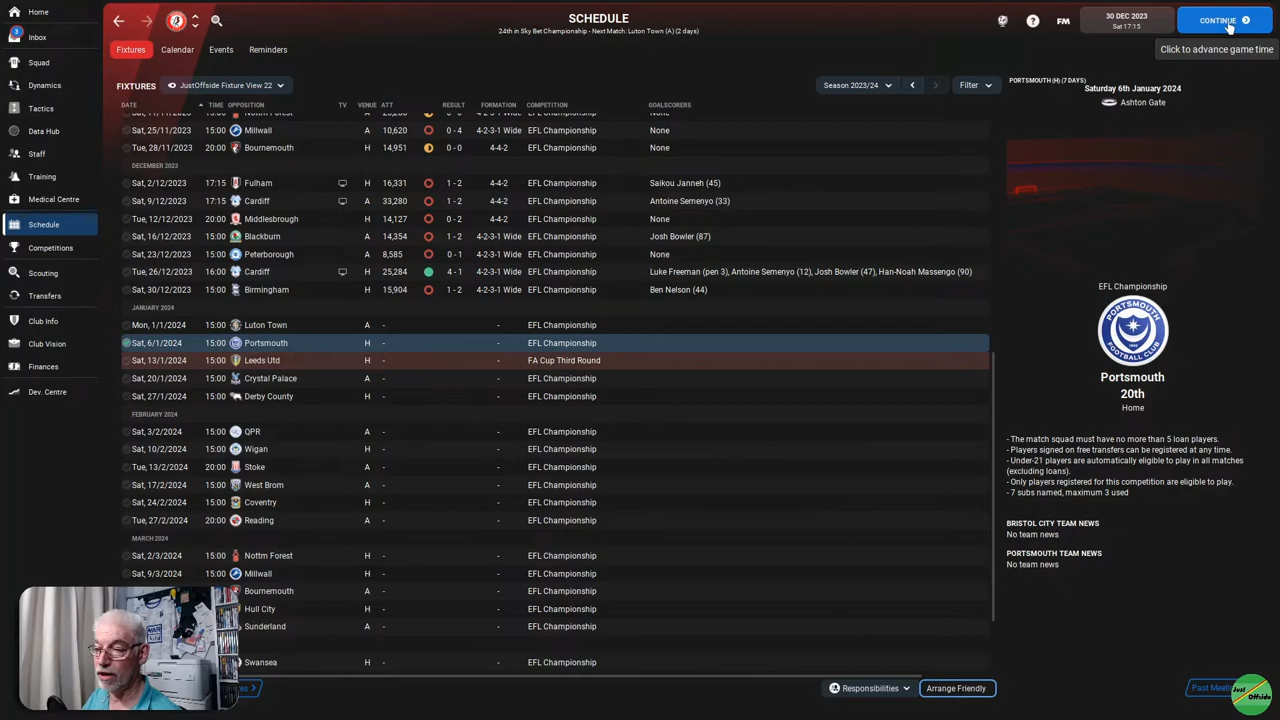 Home
Inbox
3
Squad
Dynamics
Tactics
Data Hub
Staff
Training
Medical Centre
Schedule
Competitions
Scouting
Transfers
Club Info
Club Vision
Finances
Dev. Centre
SCHEDULE
24th in Sky Bet Championship - Next Match: Luton Town (A) (2 days)
FM
30 DEC 2023
Sat 17:15
CONTINUE
Click to advance game time
Fixtures Calendar Events Reminders
FIXTURES JustOffside Fixture View 22 Season 2023/24 Filter
DATE TIME OPPOSITION TV VENUE ATT RESULT FORMATION COMPETITION GOALSCORERS
Sat, 25/11/2023 15:00 Millwall A 10,620 0 - 4 4-2-3-1 Wide EFL Championship None
Tue, 28/11/2023 20:00 Bournemouth H 14,951 0 - 0 4-4-2 EFL Championship None
DECEMBER 2023
Sat, 2/12/2023 17:15 Fulham H 16,331 1 - 2 4-4-2 EFL Championship Saikou Janneh (45)
Sat, 9/12/2023 17:15 Cardiff A 33,280 1 - 2 4-4-2 EFL Championship Antoine Semenyo (33)
Tue, 12/12/2023 20:00 Middlesbrough H 14,127 0 - 2 4-4-2 EFL Championship None
Sat, 16/12/2023 15:00 Blackburn A 14,354 1 - 2 4-2-3-1 Wide EFL Championship Josh Bowler (87)
Sat, 23/12/2023 15:00 Peterborough A 8,585 0 - 1 4-2-3-1 Wide EFL Championship None
Tue, 26/12/2023 16:00 Cardiff H 25,284 4 - 1 4-2-3-1 Wide EFL Championship Luke Freeman (pen 3), Antoine Semenyo (12), Josh Bowler (47), Han-Noah Massengo (90)
Sat, 30/12/2023 15:00 Birmingham H 15,904 1 - 2 4-2-3-1 Wide EFL Championship Ben Nelson (44)
JANUARY 2024
Mon, 1/1/2024 15:00 Luton Town A - - EFL Championship
Sat, 6/1/2024 15:00 Portsmouth H - - EFL Championship
Sat, 13/1/2024 15:00 Leeds Utd H - - FA Cup Third Round
Sat, 20/1/2024 15:00 Crystal Palace A - - EFL Championship
Sat, 27/1/2024 15:00 Derby County H - - EFL Championship
FEBRUARY 2024
Sat, 3/2/2024 15:00 QPR A - - EFL Championship
Sat, 10/2/2024 15:00 Wigan H - - EFL Championship
Tue, 13/2/2024 20:00 Stoke A - - EFL Championship
Sat, 17/2/2024 15:00 West Brom A - - EFL Championship
Sat, 24/2/2024 15:00 Coventry H - - EFL Championship
Tue, 27/2/2024 20:00 Reading A - - EFL Championship
MARCH 2024
Sat, 2/3/2024 15:00 Nottm Forest H - - EFL Championship
Sat, 9/3/2024 15:00 Millwall H - - EFL Championship
Bournemouth A - - EFL Championship
Hull City H - - EFL Championship
Sunderland A - - EFL Championship
Swansea H - - EFL Championship
Responsibilities Arrange Friendly
PORTSMOUTH (H) (7 DAYS)
Saturday 6th January 2024
Ashton Gate
EFL Championship
PORTSMOUTH
FOOTBALL CLUB
Portsmouth
20th
Home
- The match squad must have no more than 5 loan players.
- Players signed on free transfers can be registered at any time.
- Under-21 players are automatically eligible to play in all matches
(excluding loans).
- Only players registered for this competition are eligible to play.
- 7 subs named, maximum 3 used
BRISTOL CITY TEAM NEWS
No team news
PORTSMOUTH TEAM NEWS
No team news
Past
Just
Offside